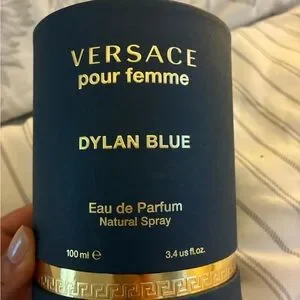 VERSACE
pour femme
DYLAN BLUE
Eau de Parfum
Natural Spray
100 ml ℮ 3.4 us fl.oz.